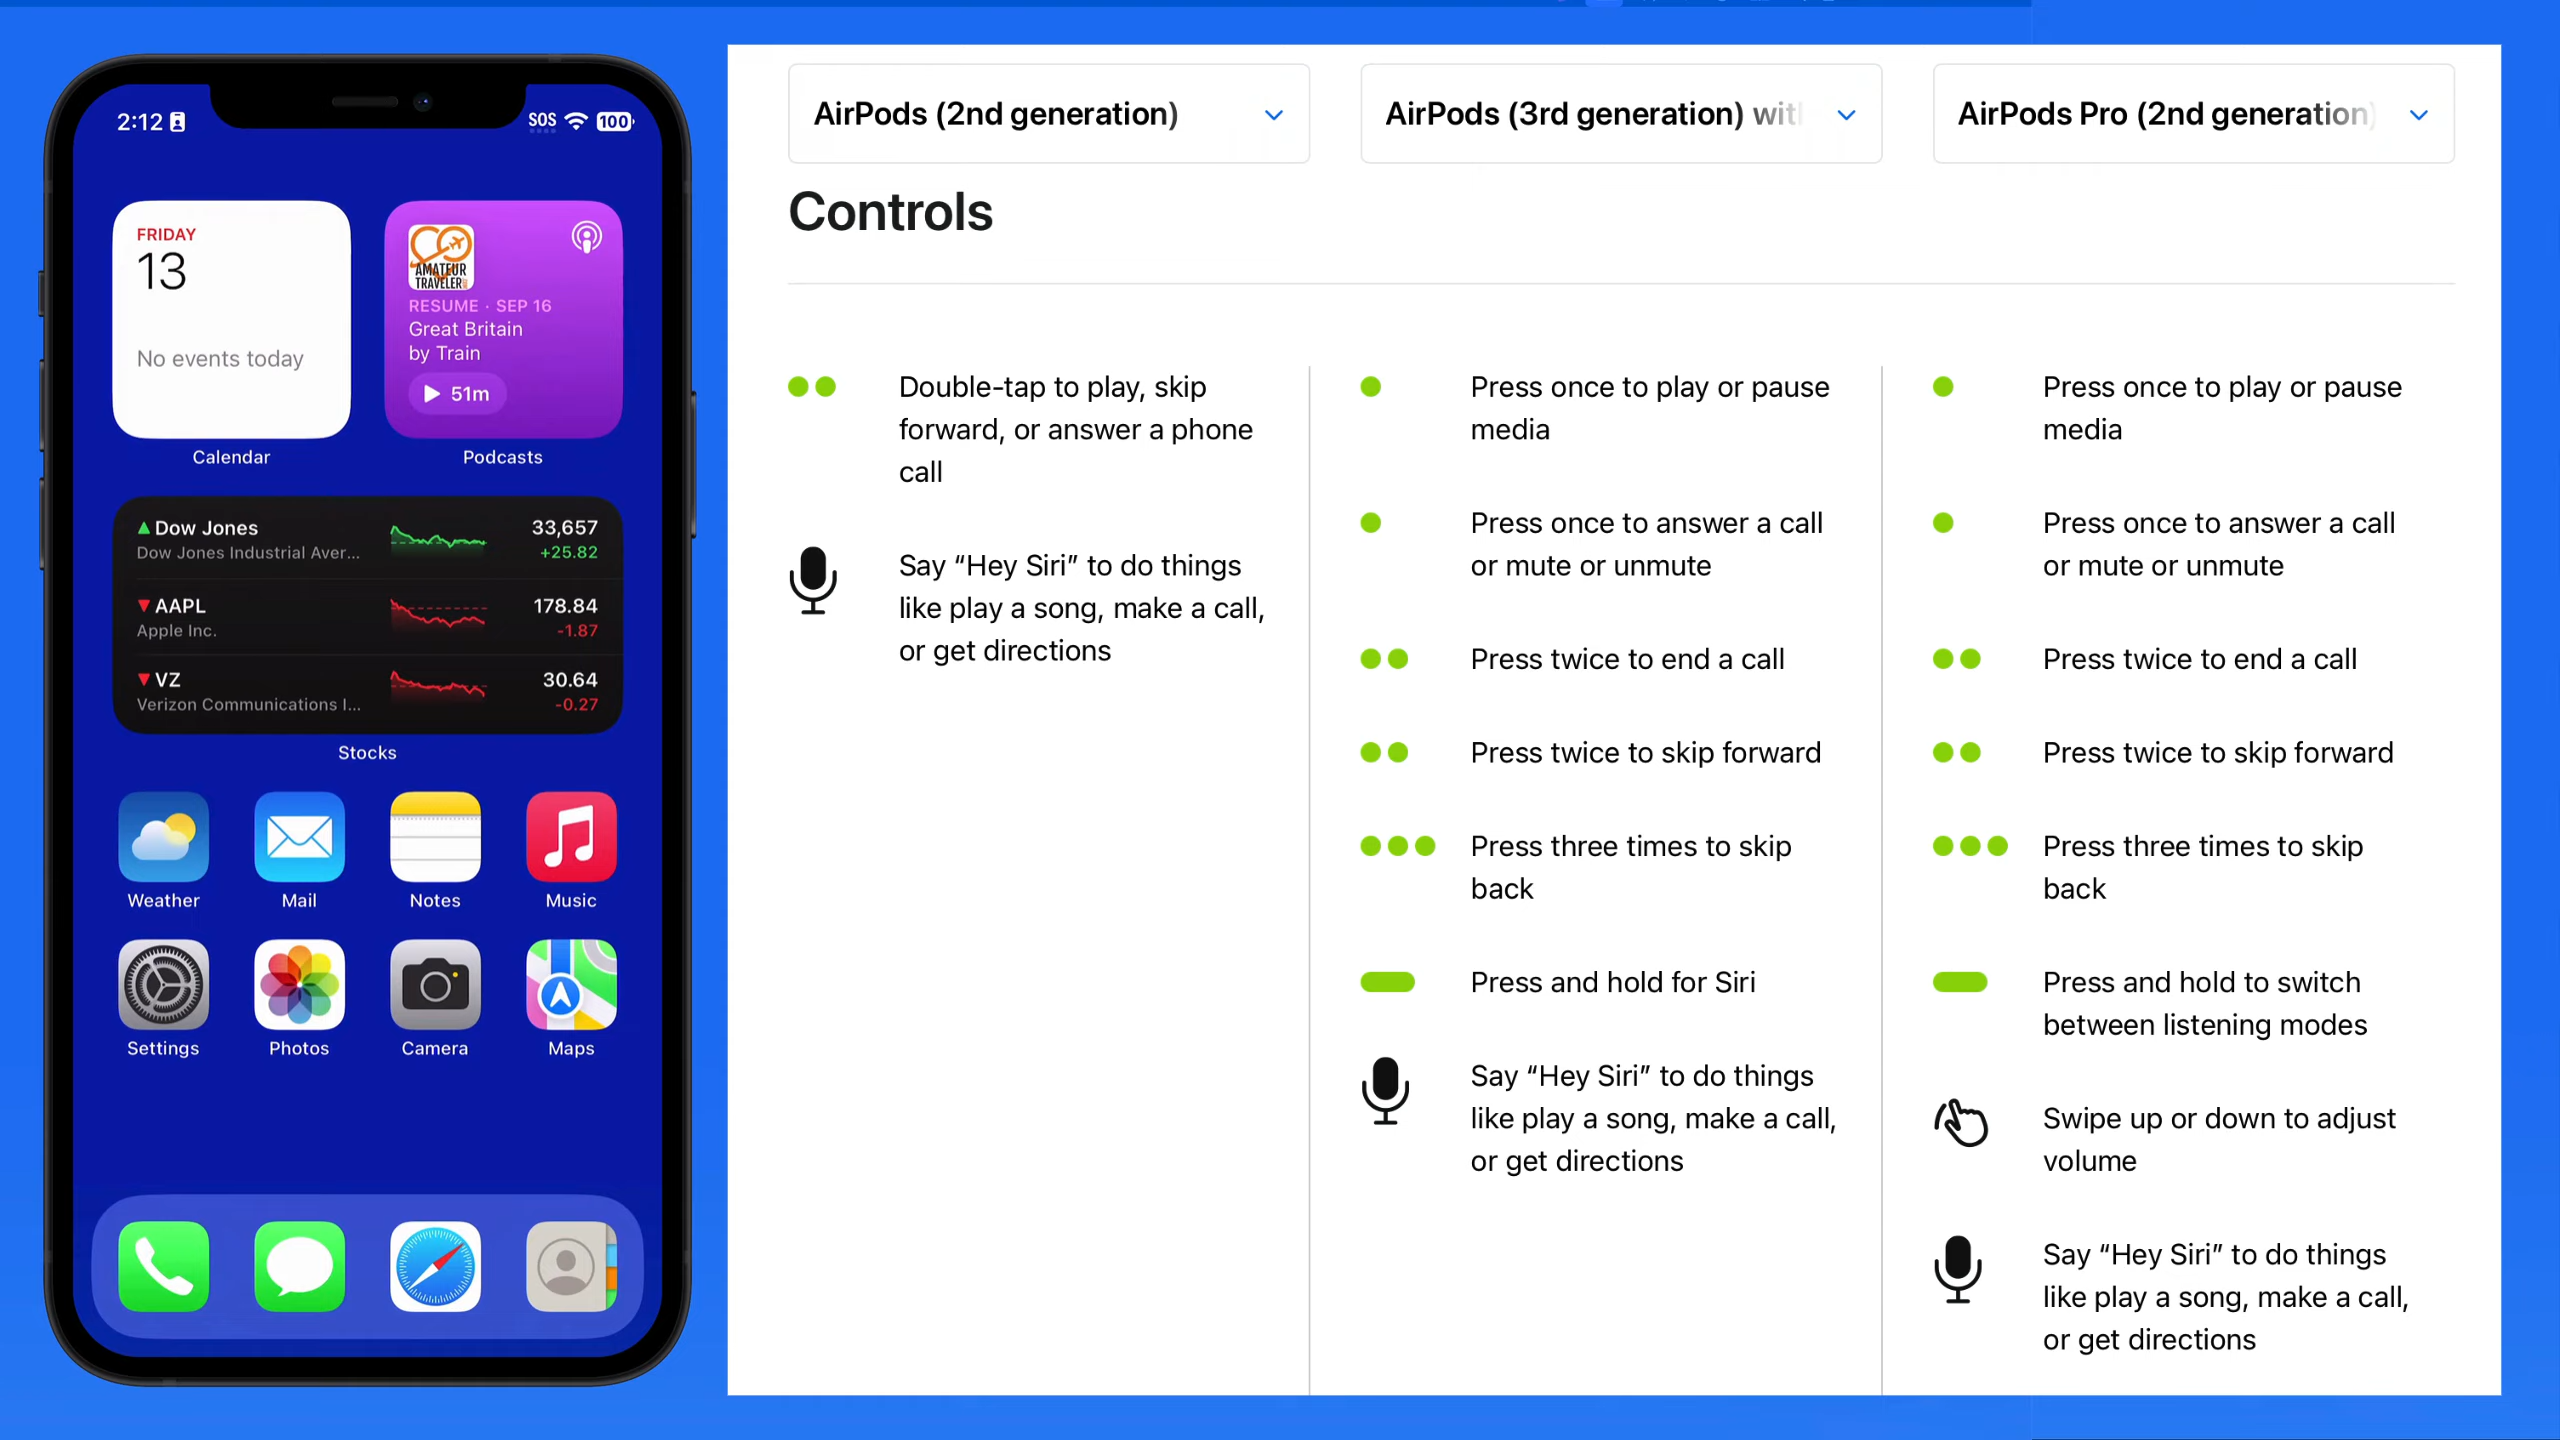 2:12
SOS
100
FRIDAY
13
No events today
Calendar
AMATEUR
TRAVELER
RESUME · SEP 16
Great Britain
by Train
51m
Podcasts
Dow Jones
33,657
Dow Jones Industrial Aver...
+25.82
AAPL
178.84
Apple Inc.
-1.87
VZ
30.64
Verizon Communications I...
-0.27
Stocks
Weather
Mail
Notes
Music
Settings
Photos
Camera
Maps
AirPods (2nd generation)
AirPods (3rd generation) wit
AirPods Pro (2nd generation)
Controls
Double-tap to play, skip
forward, or answer a phone
call
Say “Hey Siri” to do things
like play a song, make a call,
or get directions
Press once to play or pause
media
Press once to answer a call
or mute or unmute
Press twice to end a call
Press twice to skip forward
Press three times to skip
back
Press and hold for Siri
Say “Hey Siri” to do things
like play a song, make a call,
or get directions
Press once to play or pause
media
Press once to answer a call
or mute or unmute
Press twice to end a call
Press twice to skip forward
Press three times to skip
back
Press and hold to switch
between listening modes
Swipe up or down to adjust
volume
Say “Hey Siri” to do things
like play a song, make a call,
or get directions